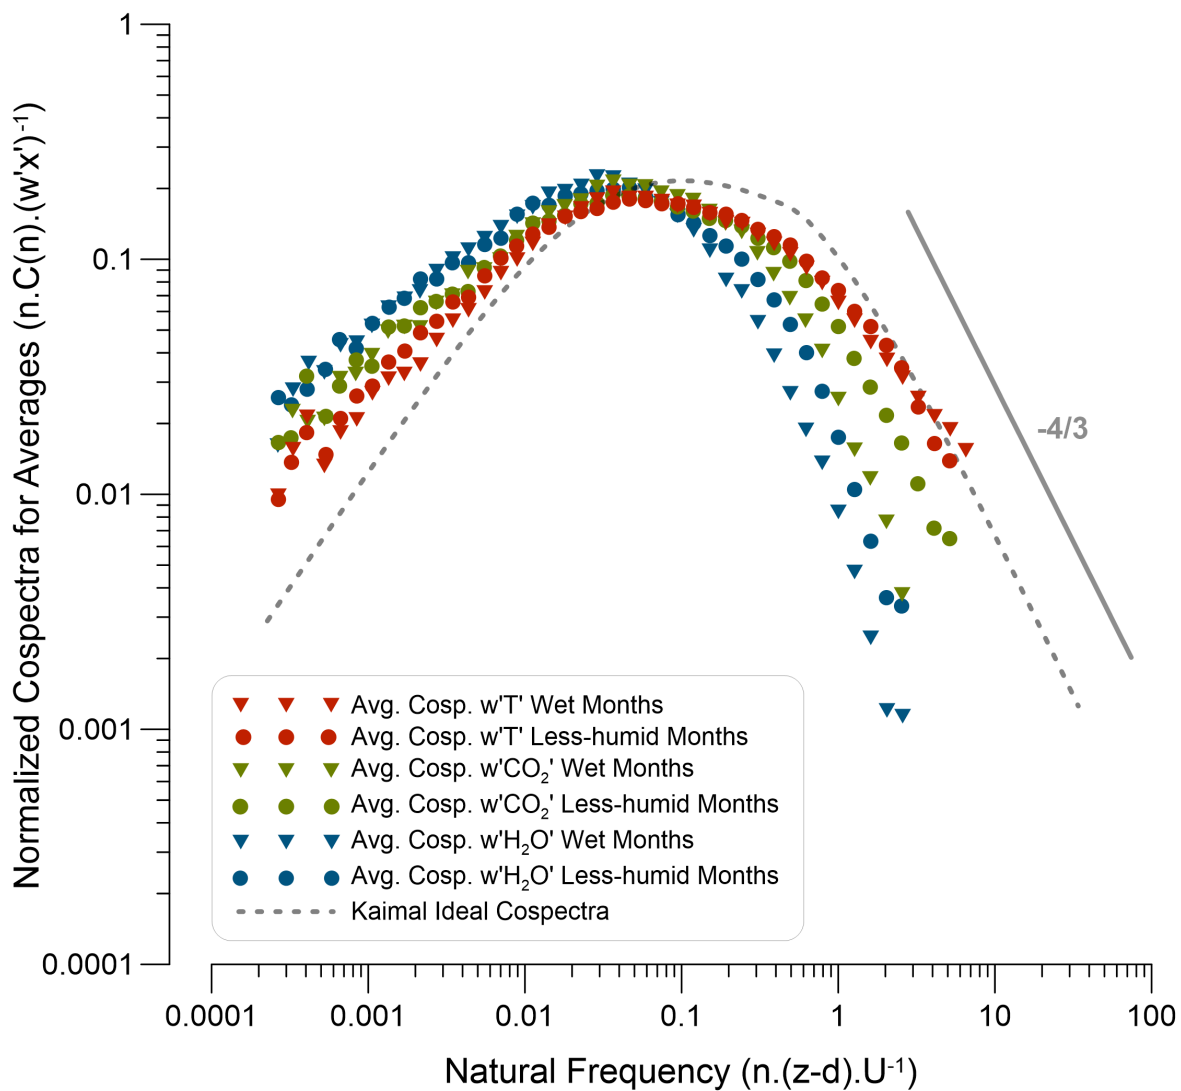 Normalized Cospectra for Averages (n.C(n).(w'x')⁻¹)
1
0.1
0.01
0.001
0.0001
-4/3
Avg. Cosp. w'T' Wet Months
Avg. Cosp. w'T' Less-humid Months
Avg. Cosp. w'CO₂' Wet Months
Avg. Cosp. w'CO₂' Less-humid Months
Avg. Cosp. w'H₂O' Wet Months
Avg. Cosp. w'H₂O' Less-humid Months
Kaimal Ideal Cospectra
0.0001 0.001 0.01 0.1 1 10 100
Natural Frequency (n.(z-d).U⁻¹)